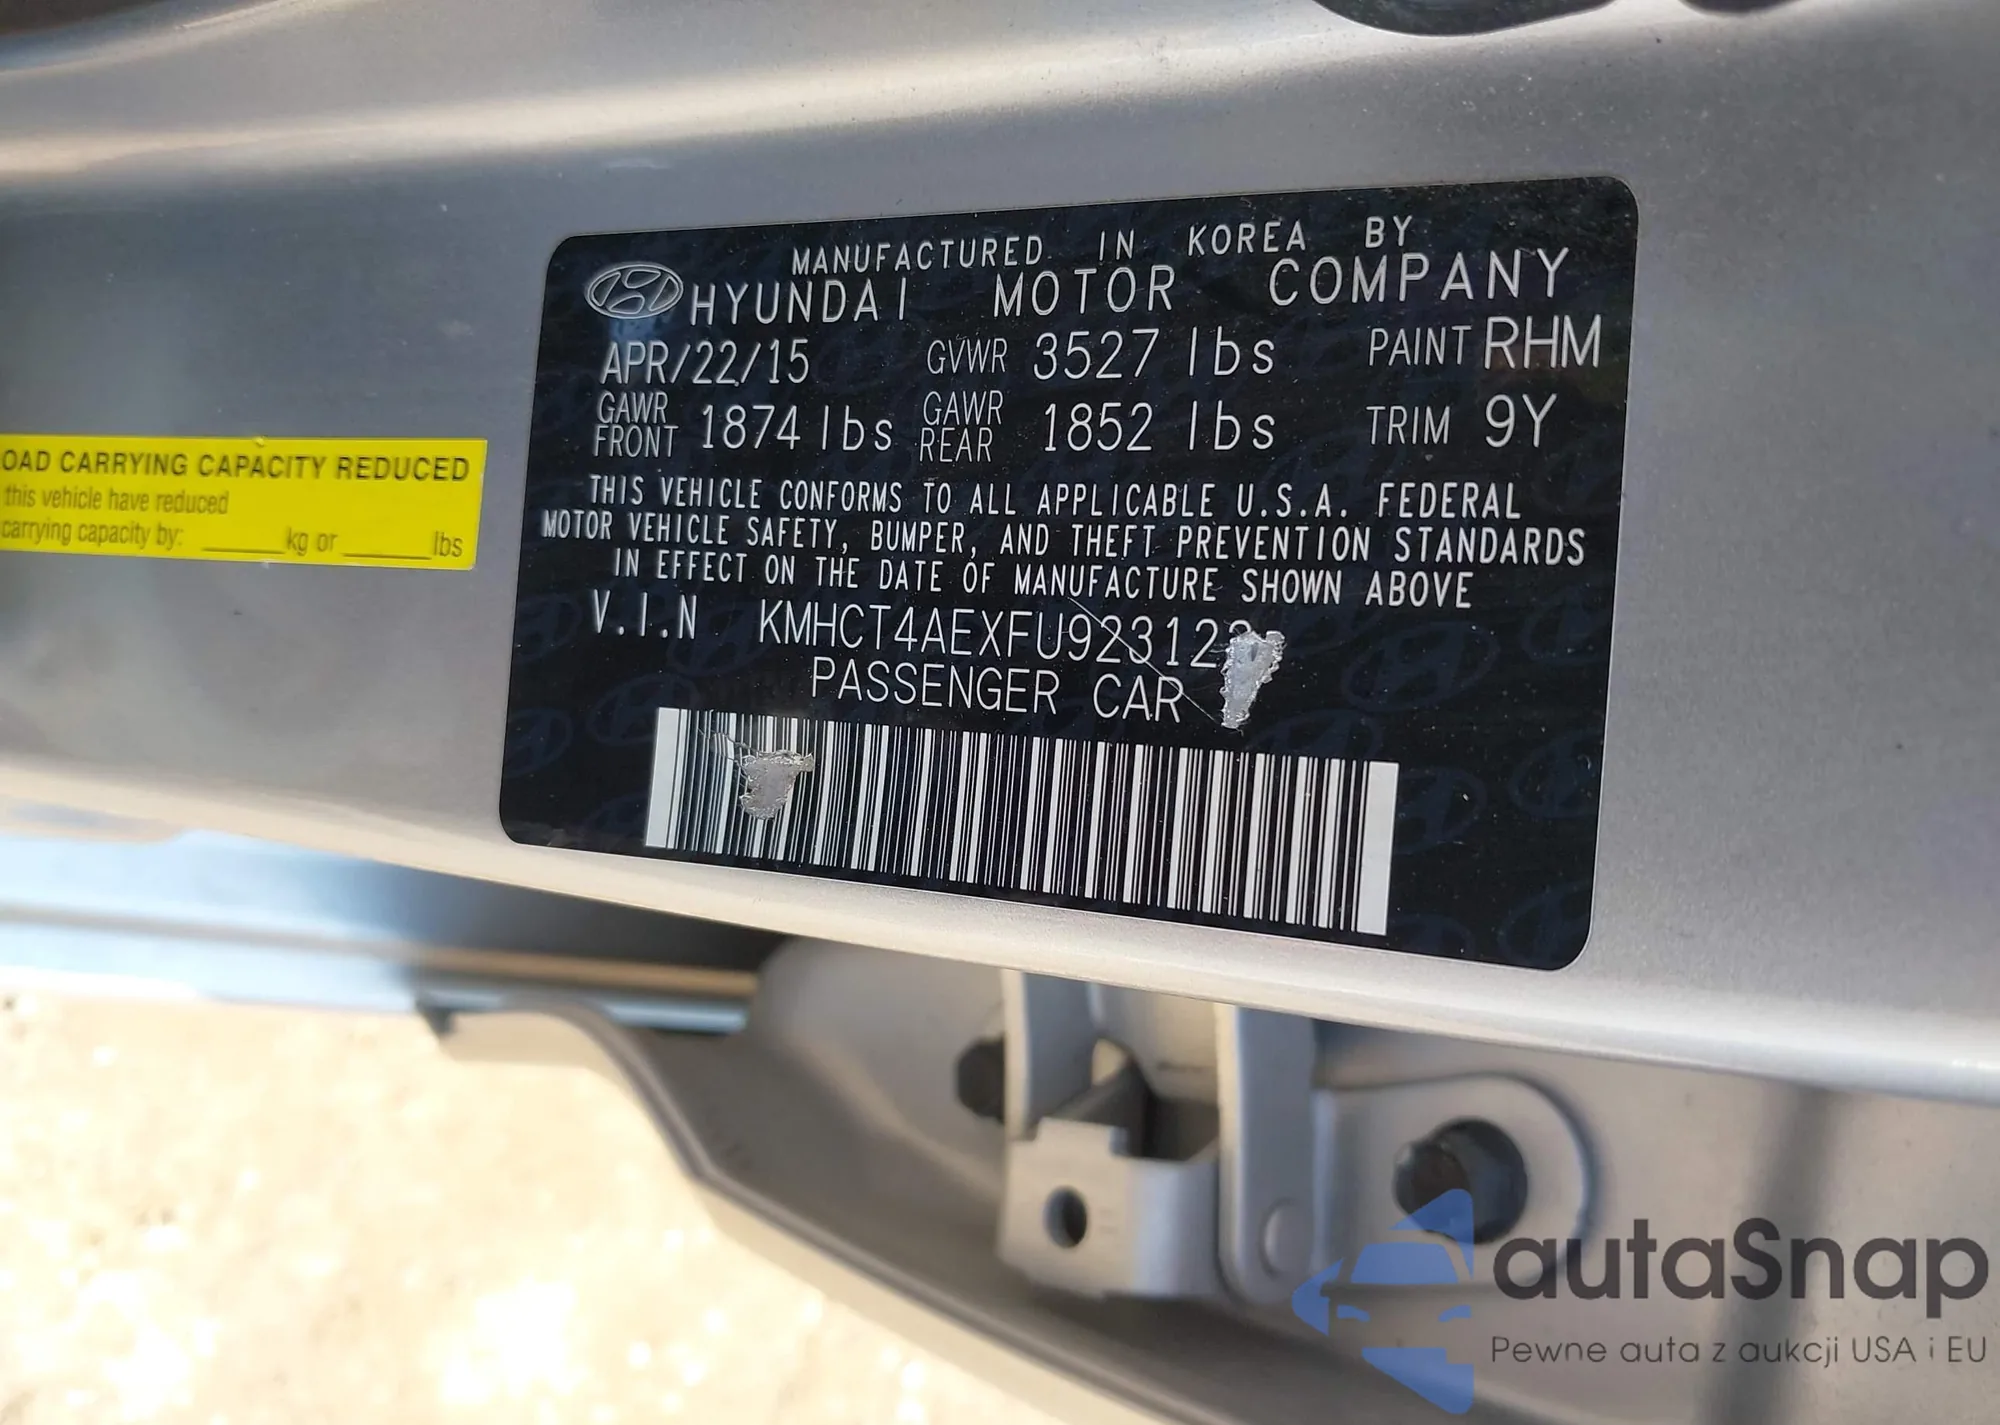 MANUFACTURED IN KOREA BY
HYUNDAI MOTOR COMPANY
APR/22/15 GVWR 3527 lbs PAINT RHM
GAWR FRONT 1874 lbs GAWR REAR 1852 lbs TRIM 9Y
THIS VEHICLE CONFORMS TO ALL APPLICABLE U.S.A. FEDERAL
MOTOR VEHICLE SAFETY, BUMPER, AND THEFT PREVENTION STANDARDS
IN EFFECT ON THE DATE OF MANUFACTURE SHOWN ABOVE
V.I.N
PASSENGER CAR
OAD CARRYING CAPACITY REDUCED
this vehicle have reduced
carrying capacity by: ______kg or ______lbs
autaSnap
Pewne auta z aukcji USA i EU